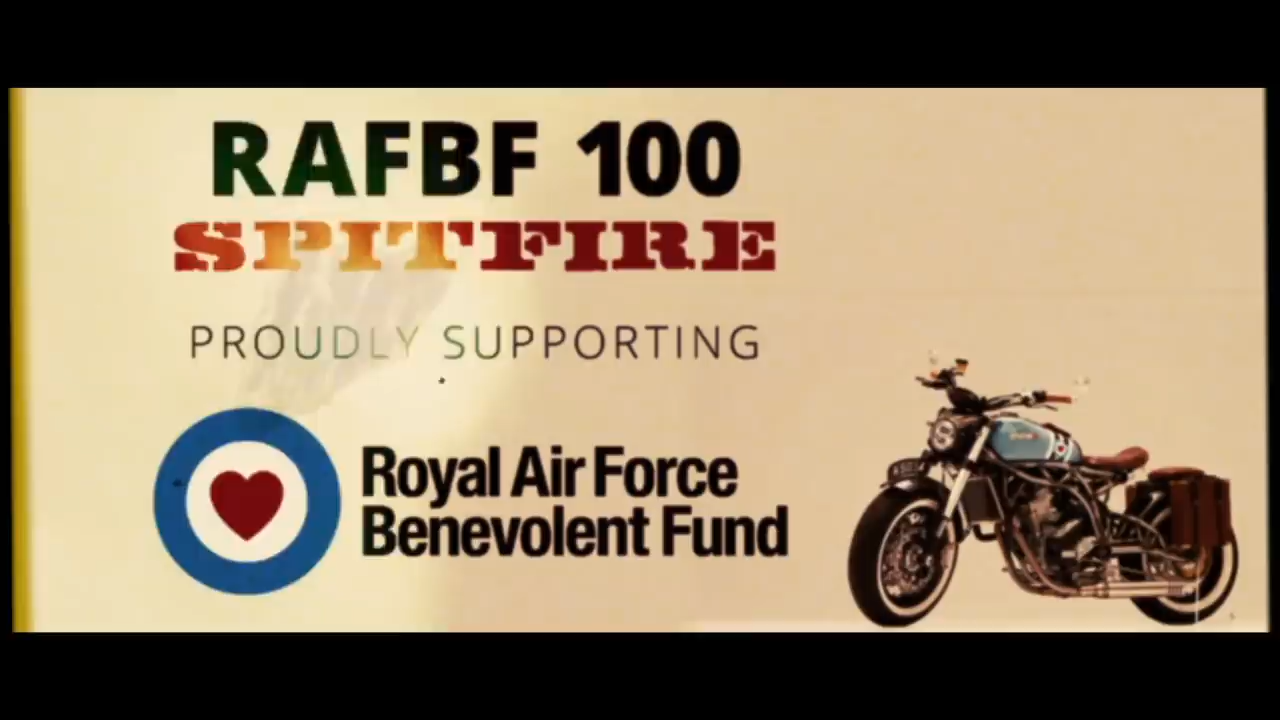 RAFBF 100
SPITFIRE
PROUDLY SUPPORTING
Royal Air Force
Benevolent Fund